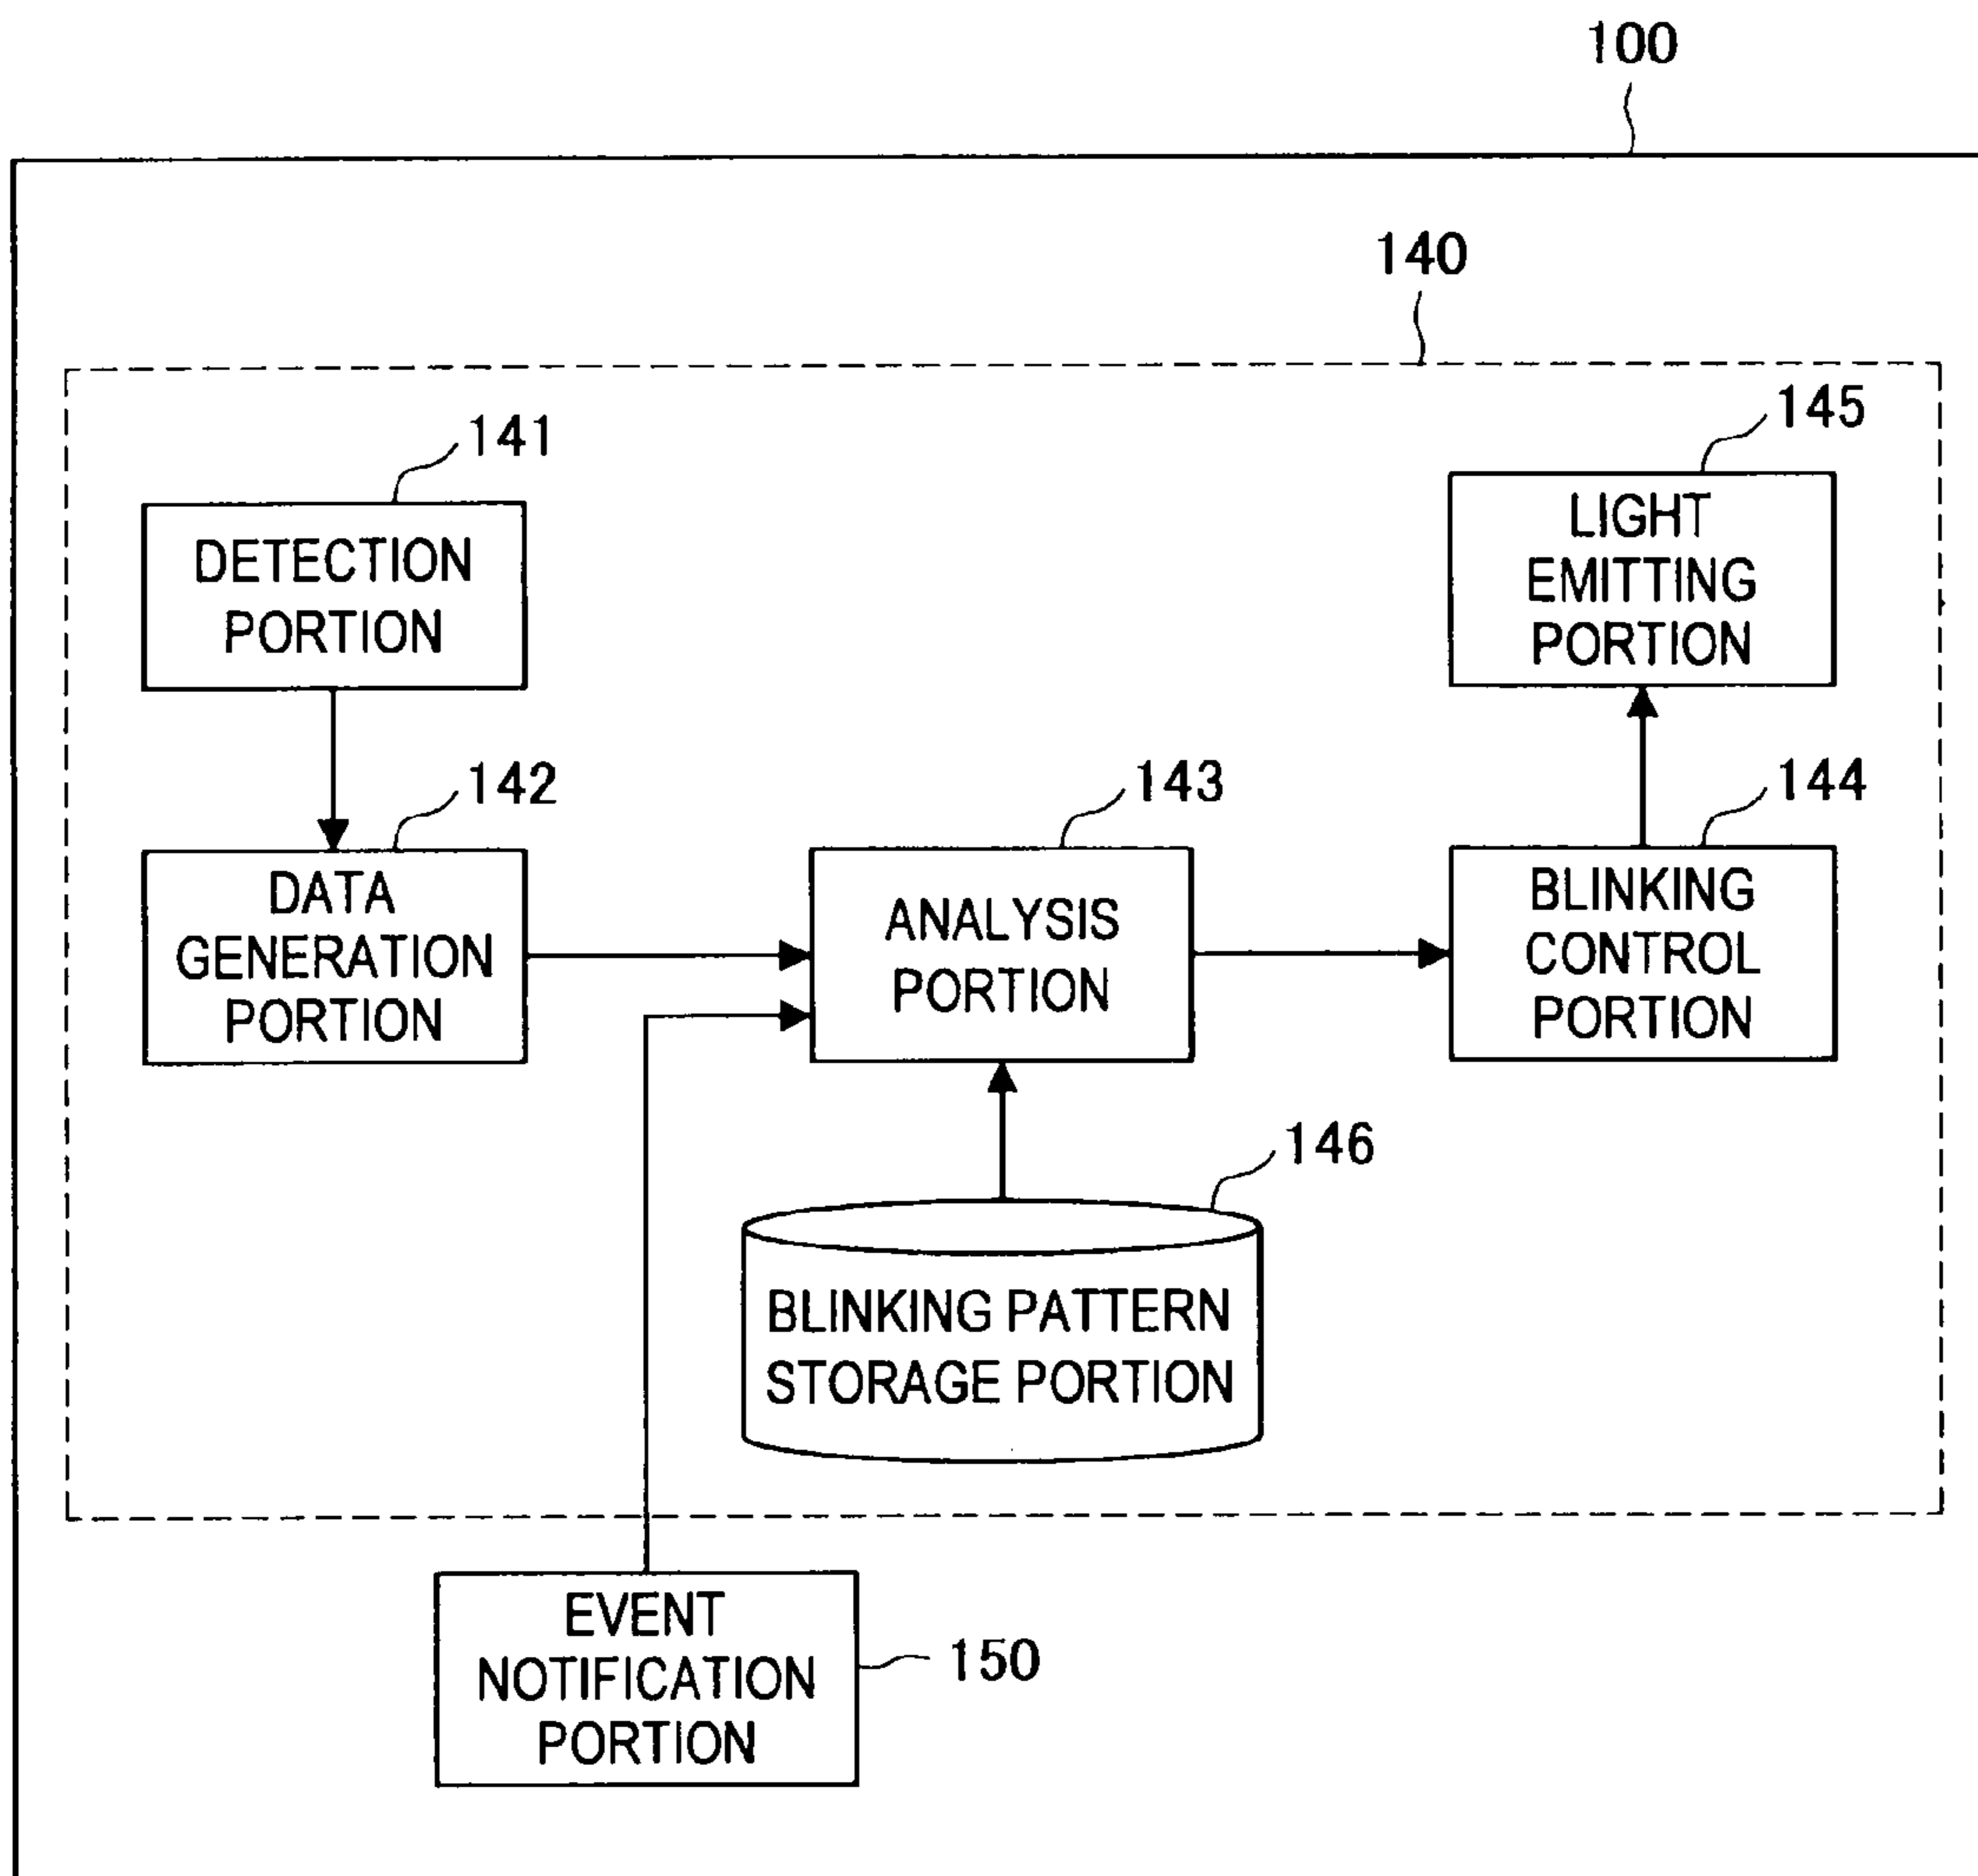 100
140
141
DETECTION
PORTION
145
LIGHT
EMITTING
PORTION
142
DATA
GENERATION
PORTION
143
ANALYSIS
PORTION
144
BLINKING
CONTROL
PORTION
146
BLINKING PATTERN
STORAGE PORTION
EVENT
NOTIFICATION
PORTION
150